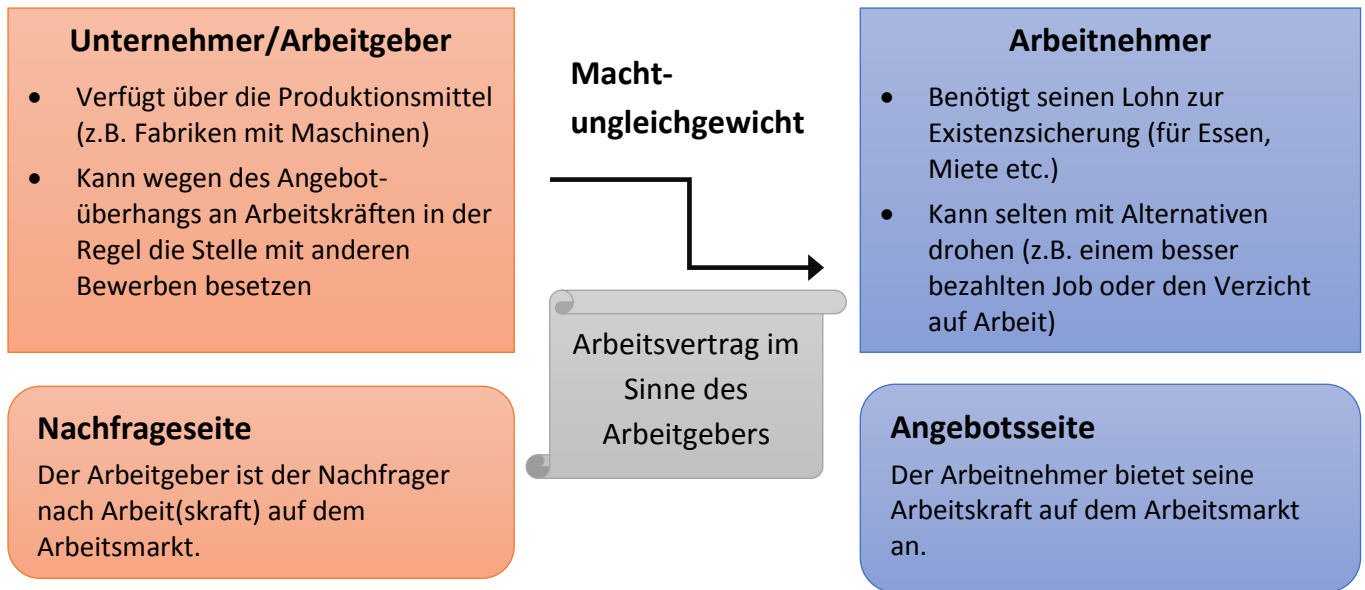 Unternehmer/Arbeitgeber
• Verfügt über die Produktionsmittel
(z.B. Fabriken mit Maschinen)
• Kann wegen des Angebot-
überhangs an Arbeitskräften in der
Regel die Stelle mit anderen
Bewerben besetzen
Macht-
ungleichgewicht
Arbeitsvertrag im
Sinne des
Arbeitgebers
Arbeitnehmer
• Benötigt seinen Lohn zur
Existenzsicherung (für Essen,
Miete etc.)
• Kann selten mit Alternativen
drohen (z.B. einem besser
bezahlten Job oder den Verzicht
auf Arbeit)
Nachfrageseite
Der Arbeitgeber ist der Nachfrager
nach Arbeit(skraft) auf dem
Arbeitsmarkt.
Angebotsseite
Der Arbeitnehmer bietet seine
Arbeitskraft auf dem Arbeitsmarkt
an.